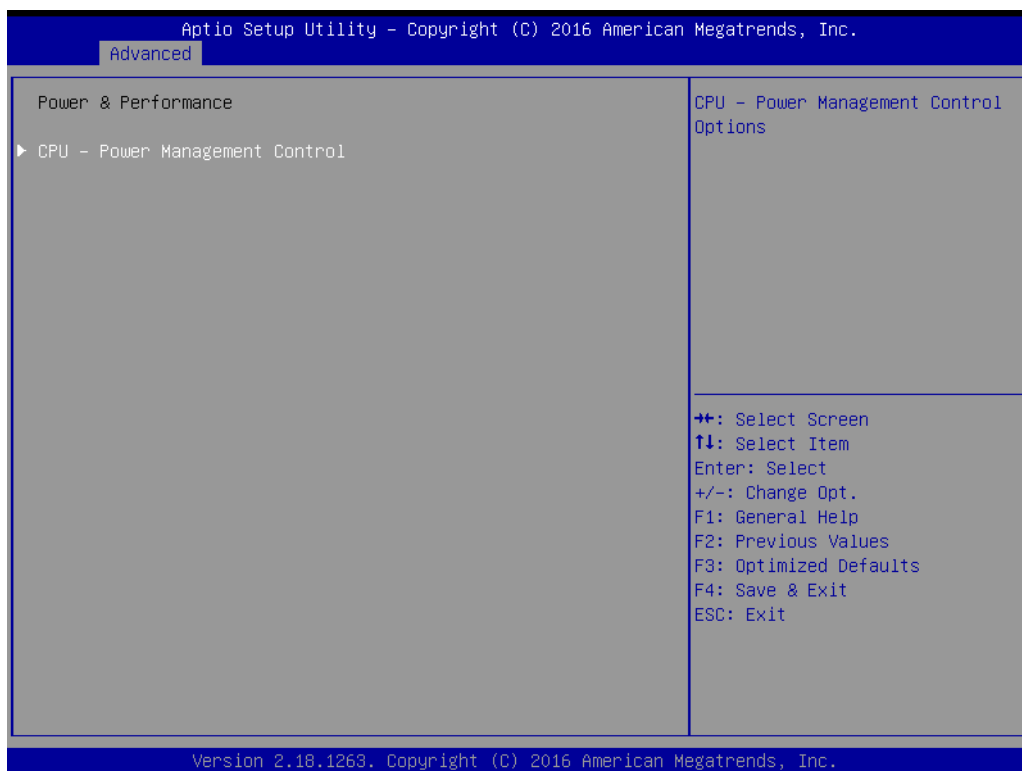 Aptio Setup Utility – Copyright (C) 2016 American Megatrends, Inc.
Advanced
Power & Performance
▶ CPU – Power Management Control
CPU – Power Management Control
Options
→←: Select Screen
↑↓: Select Item
Enter: Select
+/-: Change Opt.
F1: General Help
F2: Previous Values
F3: Optimized Defaults
F4: Save & Exit
ESC: Exit
Version 2.18.1263. Copyright (C) 2016 American Megatrends, Inc.